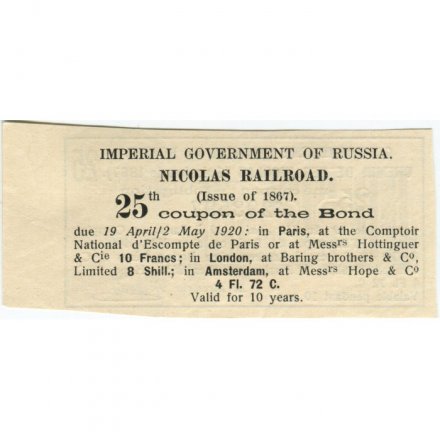 IMPERIAL GOVERNMENT OF RUSSIA.
NICOLAS RAILROAD.
25th (Issue of 1867).
coupon of the Bond
due 19 April/2 May 1920: in Paris, at the Comptoir
National d'Escompte de Paris or at Messrs Hottinguer
& Cie 10 Francs; in London, at Baring brothers & Co,
Limited 8 Shill.; in Amsterdam, at Messrs Hope & Co
4 Fl. 72 C.
Valid for 10 years.